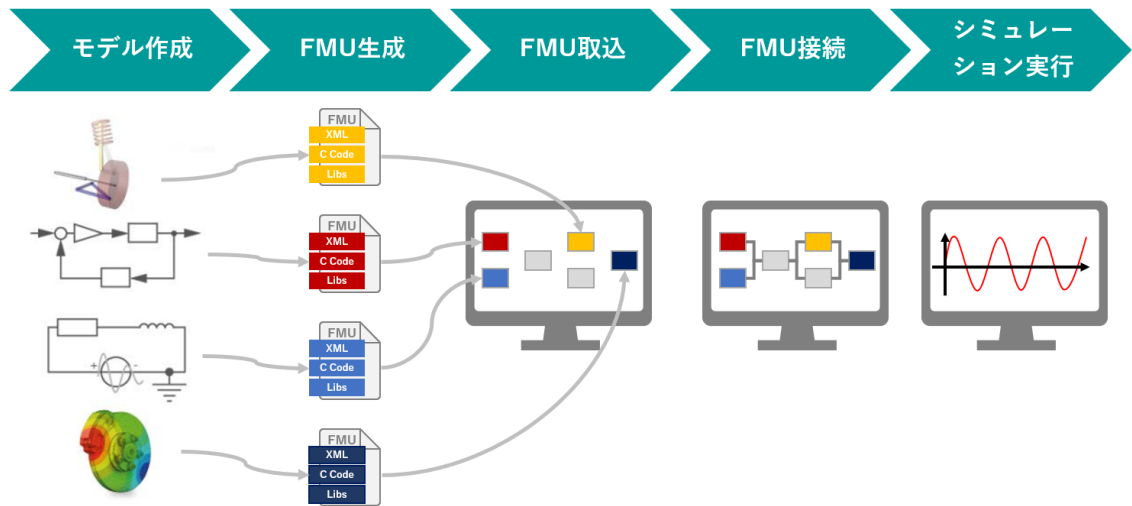 モデル作成
FMU生成
FMU取込
FMU接続
シミュレー
ション実行
FMU
XML
C Code
Libs
FMU
XML
C Code
Libs
FMU
XML
C Code
Libs
FMU
XML
C Code
Libs
+
-